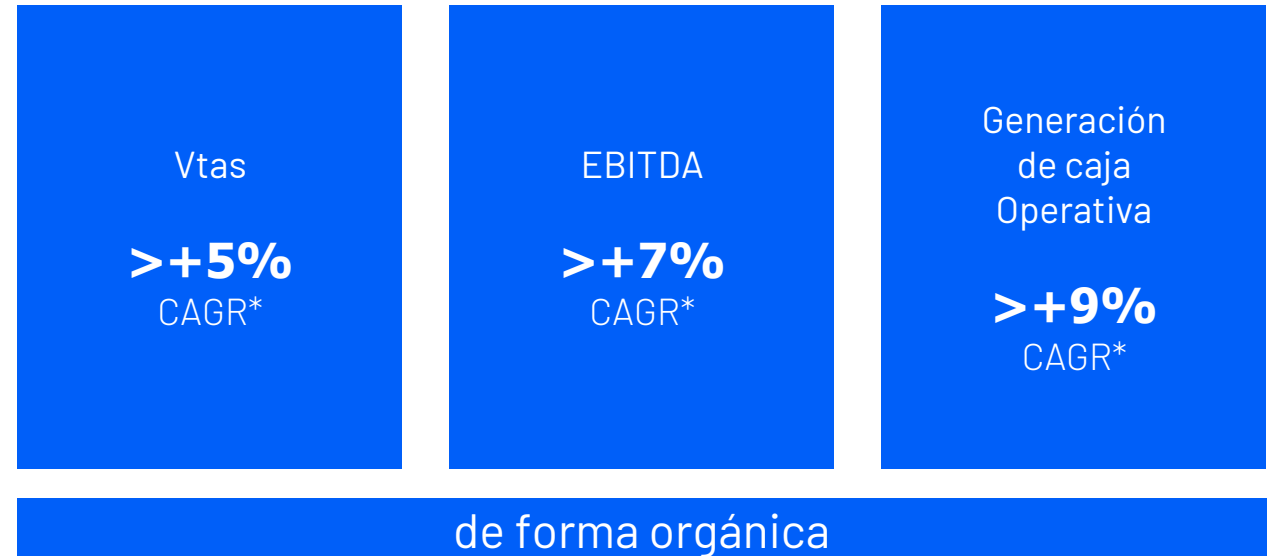 Vtas
>+5%
CAGR*
EBITDA
>+7%
CAGR*
Generación
de caja
Operativa
>+9%
CAGR*
de forma orgánica